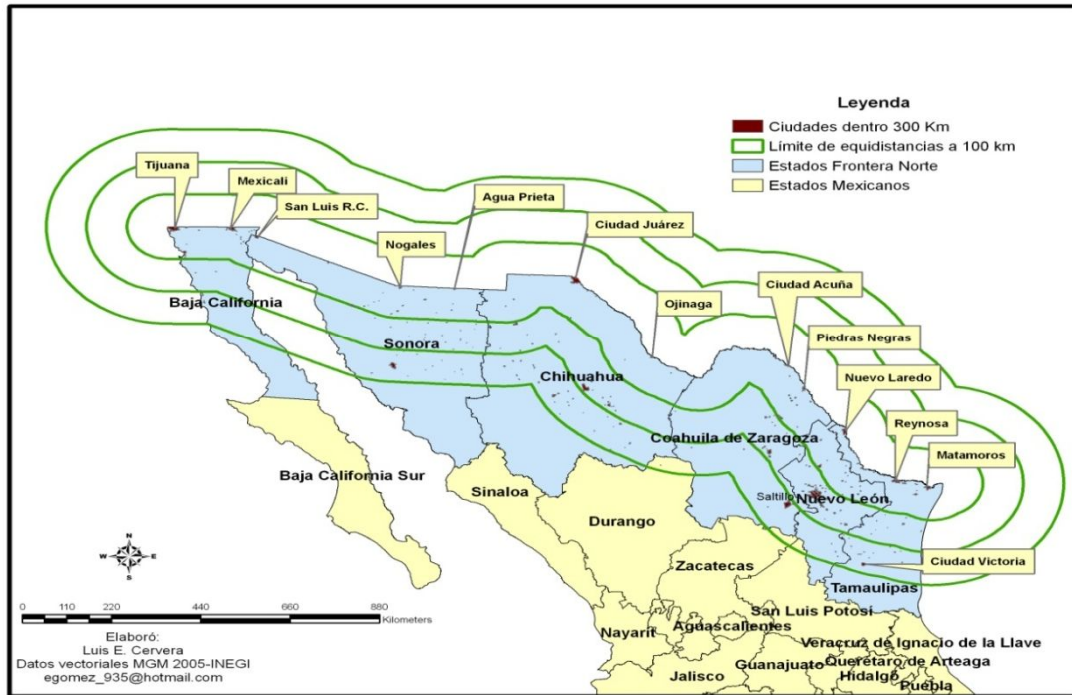 Leyenda
Ciudades dentro 300 Km
Límite de equidistancias a 100 km
Estados Frontera Norte
Estados Mexicanos
Tijuana
Mexicali
San Luis R.C.
Agua Prieta
Nogales
Ciudad Juárez
Ojinaga
Ciudad Acuña
Piedras Negras
Nuevo Laredo
Reynosa
Matamoros
Baja California
Sonora
Chihuahua
Coahuila de Zaragoza
Baja California Sur
Sinaloa
Saltillo
Nuevo León
Durango
Ciudad Victoria
Zacatecas
Tamaulipas
San Luis Potosí
Nayarit
Aguascalientes
Veracruz de Ignacio de la Llave
Guanajuato
Querétaro de Arteaga
Jalisco
Hidalgo
Puebla
N
W E
S
0 110 220 440 660 880
Kilometers
Elaboró:
Luis E. Cervera
Datos vectoriales MGM 2005-INEGI
egomez_935@hotmail.com